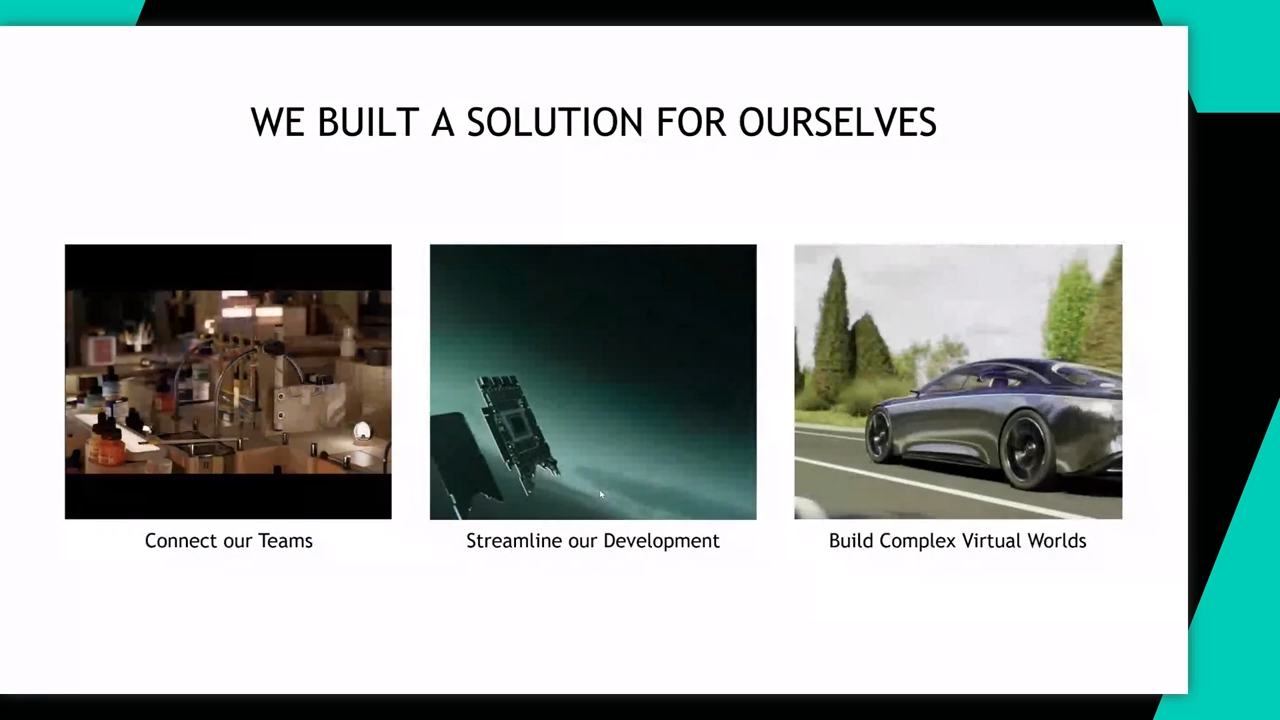 WE BUILT A SOLUTION FOR OURSELVES
Connect our Teams
Streamline our Development
Build Complex Virtual Worlds